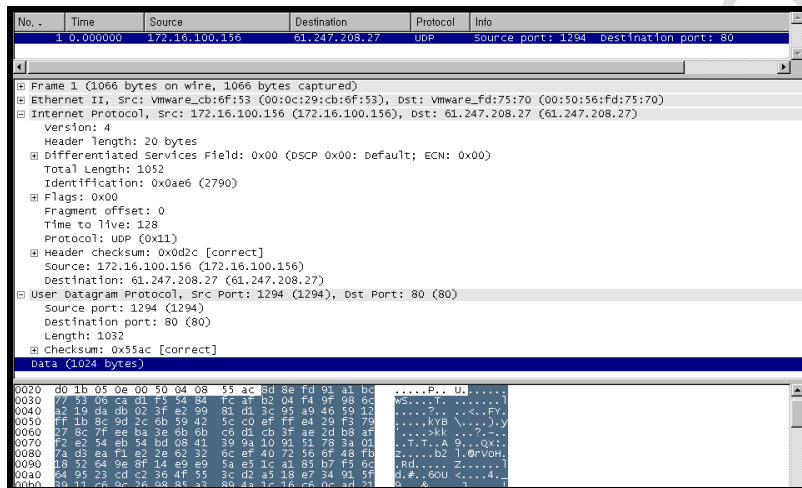 No. - Time Source Destination Protocol Info
1 0.000000 172.16.100.156 61.247.208.27 UDP Source port: 1294 Destination port: 80
Frame 1 (1066 bytes on wire, 1066 bytes captured)
Ethernet II, Src: Vmware_cb:6f:53 (00:0c:29:cb:6f:53), Dst: Vmware_fd:75:70 (00:50:56:fd:75:70)
Internet Protocol, Src: 172.16.100.156 (172.16.100.156), Dst: 61.247.208.27 (61.247.208.27)
Version: 4
Header length: 20 bytes
Differentiated Services Field: 0x00 (DSCP 0x00: Default; ECN: 0x00)
Total Length: 1052
Identification: 0x0ae6 (2790)
Flags: 0x00
Fragment offset: 0
Time to live: 128
Protocol: UDP (0x11)
Header checksum: 0x0d2c [correct]
Source: 172.16.100.156 (172.16.100.156)
Destination: 61.247.208.27 (61.247.208.27)
User Datagram Protocol, Src Port: 1294 (1294), Dst Port: 80 (80)
Source port: 1294 (1294)
Destination port: 80 (80)
Length: 1032
Checksum: 0x55ac [correct]
Data (1024 bytes)
0020 d0 1b 05 0e 00 50 04 08 55 ac 8d 8e fd 91 a1 bc .....P.. U.......
0030 77 53 06 ca d1 f5 54 84 fc af b2 04 f4 9f 98 6c wS....T. .......l
0040 a2 19 da db 02 3f e2 99 81 d1 3c 95 a9 46 59 12 .....?.. ..<..FY.
0050 ff 1b 8c 9d 2c 6b 59 42 5c c0 ef ff e4 29 f3 79 ....,kYB \....).y
0060 27 8c 7f ee ba 3e 6b 6b c6 d1 cb 3f ae 2d b8 af '....>kk ...?.-..
0070 f2 e2 54 eb 54 bd 08 41 39 9a 10 91 51 78 3a 01 ..T.T..A 9...Qx:.
0080 7a d3 ea f1 e2 2e 62 32 6c ef 40 72 56 6f 48 fb z.....b2 l.@rVoH.
0090 18 52 64 9e 8f 14 e9 e9 5a e5 1c a1 85 b7 f5 6c .Rd..... Z......l
00a0 64 95 23 cd c2 36 4f 55 3c d2 a5 18 e7 34 91 5f d.#..6OU <....4._